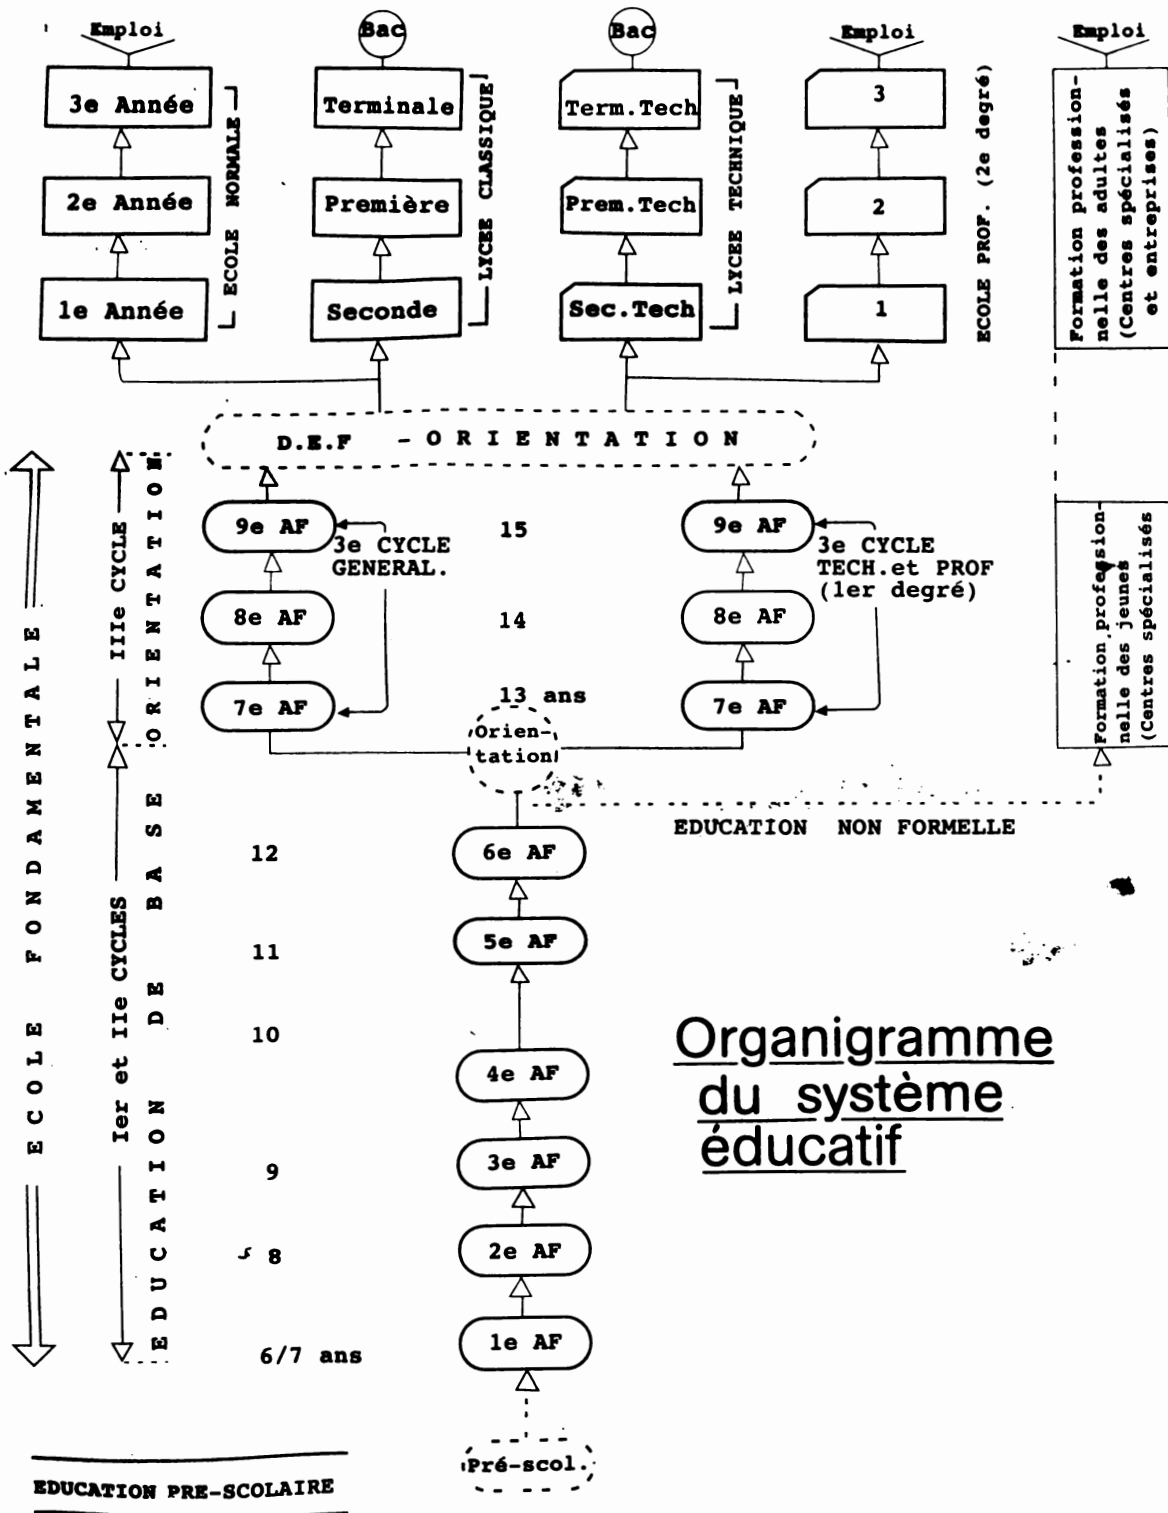 Emploi
Bac
Bac
Emploi
Emploi
3e Année
Terminale
Term.Tech
3
2e Année
Première
Prem.Tech
2
1e Année
Seconde
Sec.Tech
1
ECOLE NORMALE
LYCEE CLASSIQUE
LYCEE TECHNIQUE
ECOLE PROF. (2e degré)
Formation profession-
nelle des adultes
(Centres spécialisés
et entreprises)
D.E.F - ORIENTATION
9e AF
15
9e AF
3e CYCLE
GENERAL.
3e CYCLE
TECH.et PROF
(1er degré)
8e AF
14
8e AF
7e AF
13 ans
7e AF
Orien-
tation
Formation profession-
nelle des jeunes
(Centres spécialisés)
EDUCATION NON FORMELLE
ECOLE FONDAMENTALE
IIIe CYCLE
ORIENTATION
Ier et IIe CYCLES
EDUCATION DE BASE
12
6e AF
11
5e AF
10
4e AF
9
3e AF
8
2e AF
6/7 ans
1e AF
Organigramme
du système
éducatif
Pré-scol.
EDUCATION PRE-SCOLAIRE